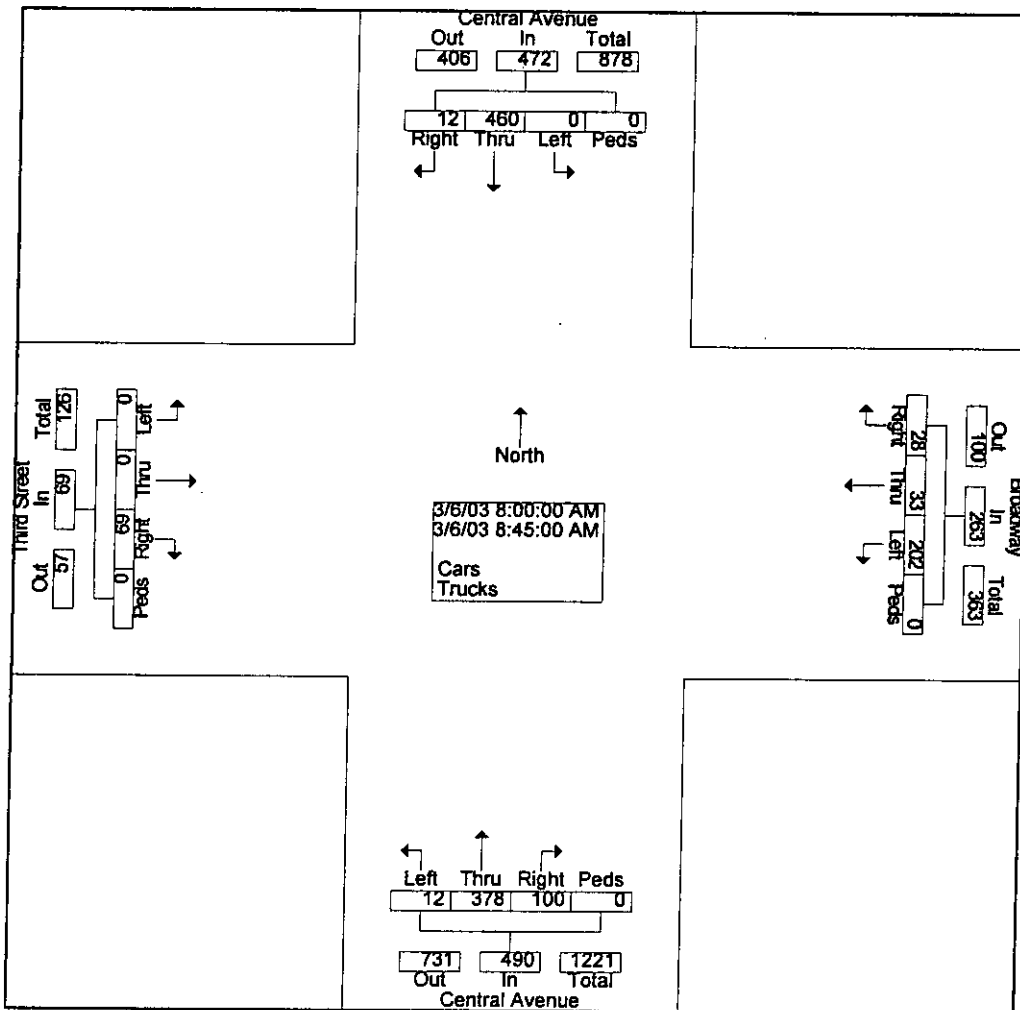 Central Avenue
Out In Total
406 472 878
12 460 0 0
Right Thru Left Peds
Third Street
Total In Out
126 69 57
0 0 69 0
Left Thru Right Peds
North
3/6/03 8:00:00 AM
3/6/03 8:45:00 AM
Cars
Trucks
Right Thru Left Peds
28 33 202 0
Out In Total
100 263 363
Broadway
Left Thru Right Peds
12 378 100 0
731 490 1221
Out In Total
Central Avenue